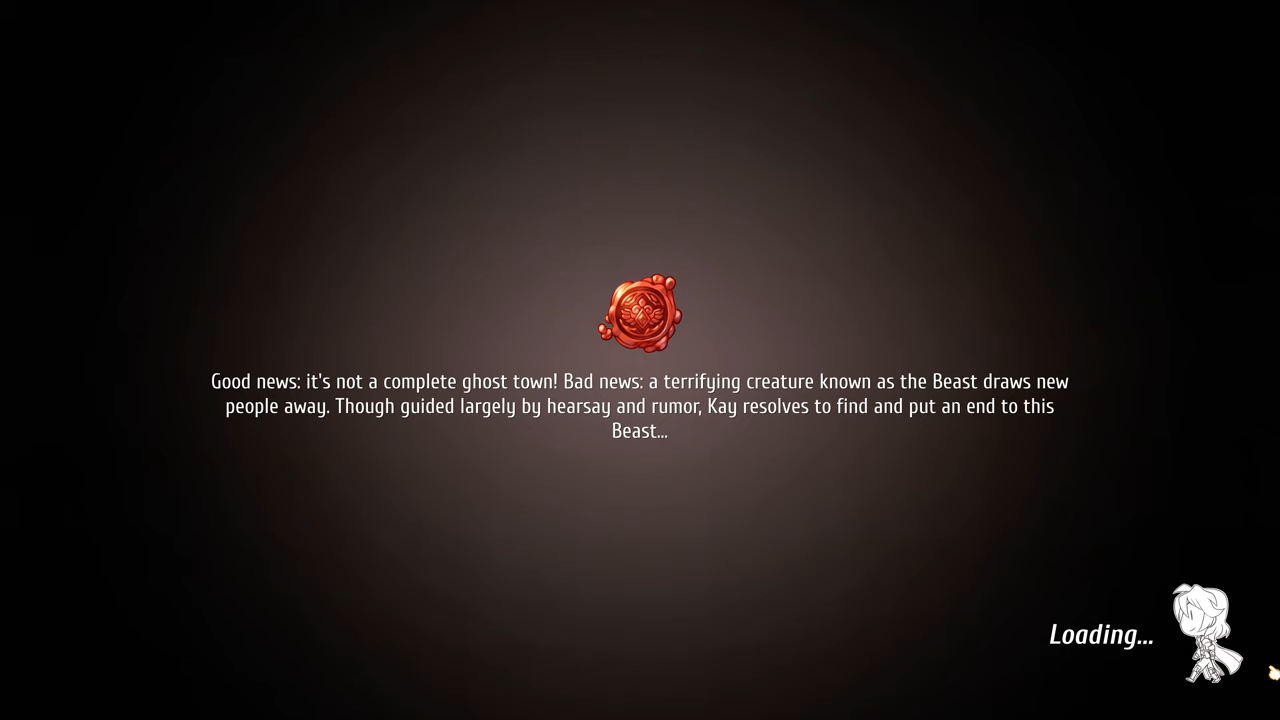 Good news: it's not a complete ghost town! Bad news: a terrifying creature known as the Beast draws new
people away. Though guided largely by hearsay and rumor, Kay resolves to find and put an end to this
Beast...
Loading...